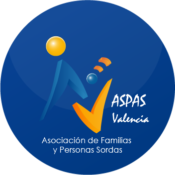 ASPAS
Valencia
Asociación de Familias
y Personas Sordas